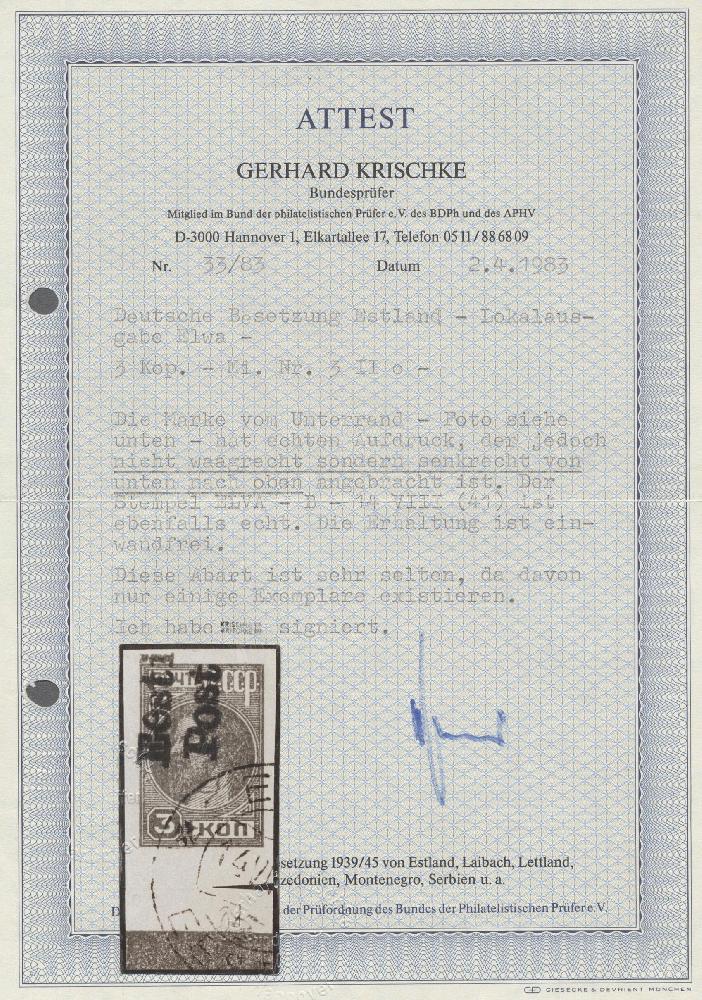 ATTEST
GERHARD KRISCHKE
Bundesprüfer
Mitglied im Bund der philatelistischen Prüfer e. V. des BDPh und des APHV
D-3000 Hannover 1, Elkartallee 17, Telefon 05 11 / 88 68 09
Nr. 33/83 Datum 2.4.1983
Deutsche Besetzung Estland - Lokalaus-
gabe Elwa -
3 Kop. - Mi. Nr. 3 II o -
Die Marke vom Unterrand - Foto siehe
unten - hat echten Aufdruck, der jedoch
nicht waagrecht sondern senkrecht von
unten nach oben angebracht ist. Der
Stempel ELVA - B - 14 VIII (41) ist
ebenfalls echt. Die Erhaltung ist ein-
wandfrei.
Diese Abart ist sehr selten, da davon
nur einige Exemplare existieren.
Ich habe signiert.
Eesti
Post
ПОЧТА СССР
3 КОП
setzung 1939/45 von Estland, Laibach, Lettland,
zedonien, Montenegro, Serbien u. a.
D der Prüfordnung des Bundes der Philatelistischen Prüfer e. V.
GIESECKE & DEVRIENT MÜNCHEN